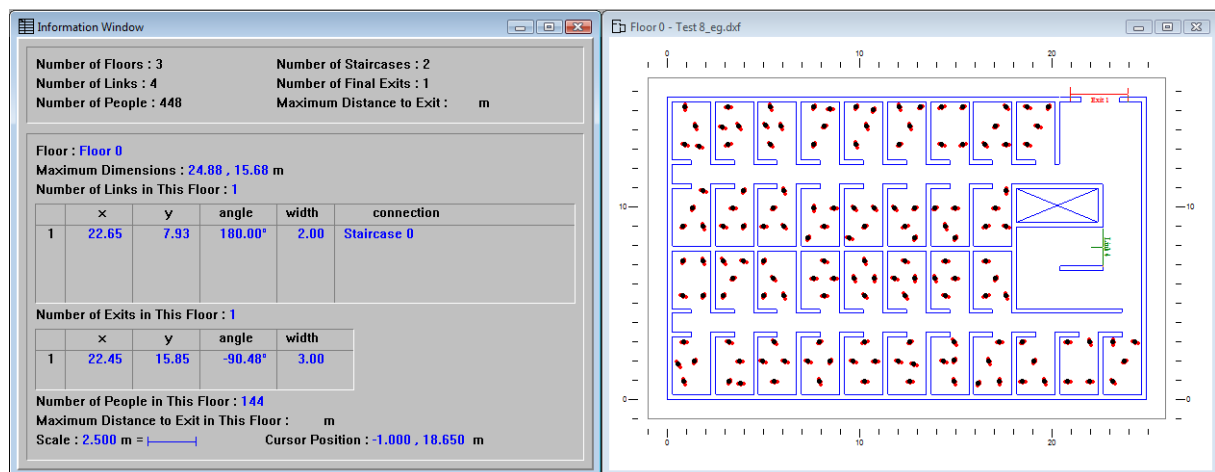 Information Window
Number of Floors : 3 Number of Staircases : 2
Number of Links : 4 Number of Final Exits : 1
Number of People : 448 Maximum Distance to Exit : m
Floor : Floor 0
Maximum Dimensions : 24.88 , 15.68 m
Number of Links in This Floor : 1
x y angle width connection
1 22.65 7.93 180.00° 2.00 Staircase 0
Number of Exits in This Floor : 1
x y angle width
1 22.45 15.85 -90.48° 3.00
Number of People in This Floor : 144
Maximum Distance to Exit in This Floor : m
Scale : 2.500 m = Cursor Position : -1.000 , 18.650 m
Floor 0 - Test 8_eg.dxf
0 10 20
Exit 1
10 10
Link 4
0 0
0 10 20